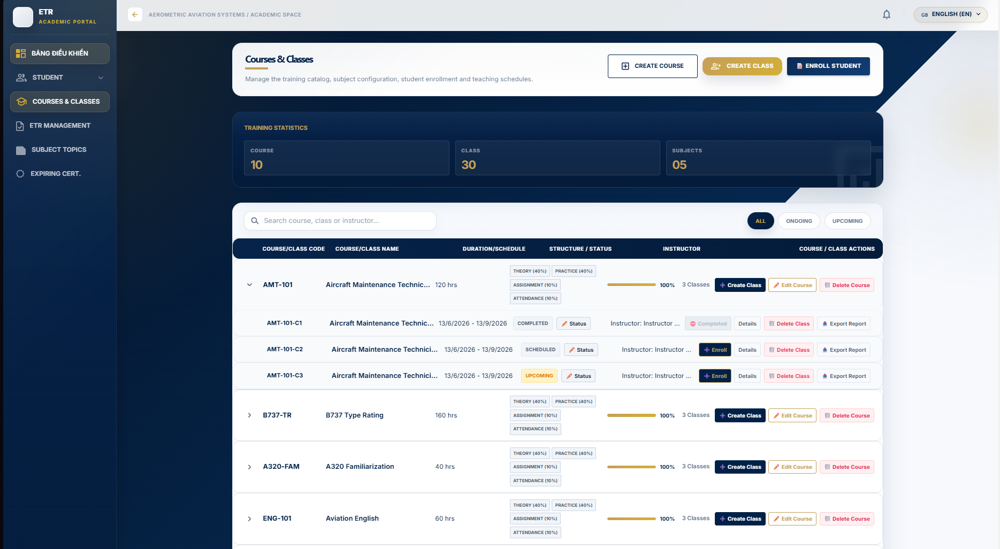 ETR
ACADEMIC PORTAL
BẢNG ĐIỀU KHIỂN
STUDENT
COURSES & CLASSES
ETR MANAGEMENT
SUBJECT TOPICS
EXPIRING CERT.
AEROMETRIC AVIATION SYSTEMS / ACADEMIC SPACE
GB ENGLISH (EN)
Courses & Classes
Manage the training catalog, subject configuration, student enrollment and teaching schedules.
CREATE COURSE
CREATE CLASS
ENROLL STUDENT
TRAINING STATISTICS
COURSE
10
CLASS
30
SUBJECTS
05
Search course, class or instructor...
ALL
ONGOING
UPCOMING
COURSE/CLASS CODE COURSE/CLASS NAME DURATION/SCHEDULE STRUCTURE / STATUS INSTRUCTOR COURSE / CLASS ACTIONS
THEORY (40%) PRACTICE (40%)
AMT-101 Aircraft Maintenance Technic... 120 hrs ASSIGNMENT (10%) 100% 3 Classes Create Class Edit Course Delete Course
ATTENDANCE (10%)
AMT-101-C1 Aircraft Maintenance Technic... 13/6/2026 - 13/9/2026 COMPLETED Status Instructor: Instructor ... Completed Details Delete Class Export Report
AMT-101-C2 Aircraft Maintenance Technici... 13/6/2026 - 13/9/2026 SCHEDULED Status Instructor: Instructor ... Enroll Details Delete Class Export Report
AMT-101-C3 Aircraft Maintenance Technici... 13/6/2026 - 13/9/2026 UPCOMING Status Instructor: Instructor ... Enroll Details Delete Class Export Report
THEORY (40%) PRACTICE (40%)
B737-TR B737 Type Rating 160 hrs ASSIGNMENT (10%) 100% 3 Classes Create Class Edit Course Delete Course
ATTENDANCE (10%)
THEORY (40%) PRACTICE (40%)
A320-FAM A320 Familiarization 40 hrs ASSIGNMENT (10%) 100% 3 Classes Create Class Edit Course Delete Course
ATTENDANCE (10%)
THEORY (40%) PRACTICE (40%)
ENG-101 Aviation English 60 hrs ASSIGNMENT (10%) 100% 3 Classes Create Class Edit Course Delete Course
ATTENDANCE (10%)